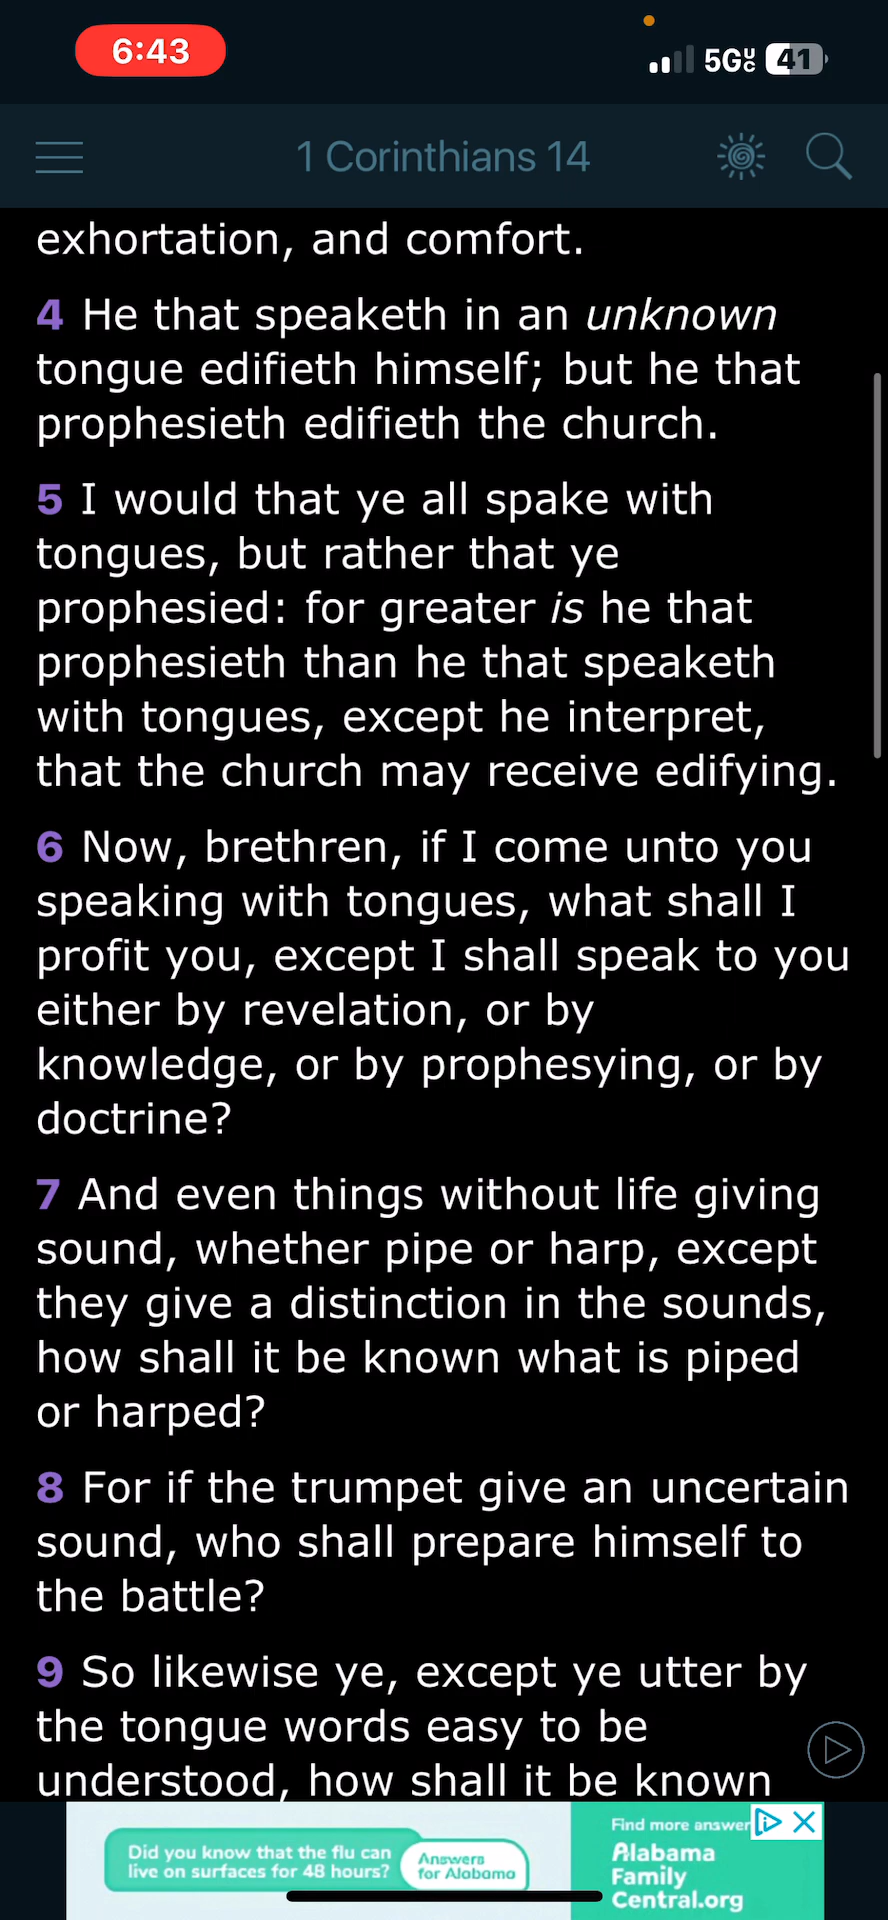 6:43
5G
41
1 Corinthians 14
exhortation, and comfort.
4 He that speaketh in an unknown
tongue edifieth himself; but he that
prophesieth edifieth the church.
5 I would that ye all spake with
tongues, but rather that ye
prophesied: for greater is he that
prophesieth than he that speaketh
with tongues, except he interpret,
that the church may receive edifying.
6 Now, brethren, if I come unto you
speaking with tongues, what shall I
profit you, except I shall speak to you
either by revelation, or by
knowledge, or by prophesying, or by
doctrine?
7 And even things without life giving
sound, whether pipe or harp, except
they give a distinction in the sounds,
how shall it be known what is piped
or harped?
8 For if the trumpet give an uncertain
sound, who shall prepare himself to
the battle?
9 So likewise ye, except ye utter by
the tongue words easy to be
understood, how shall it be known
Did you know that the flu can
live on surfaces for 48 hours?
Answers
for Alabama
Find more answer
Alabama
Family
Central.org